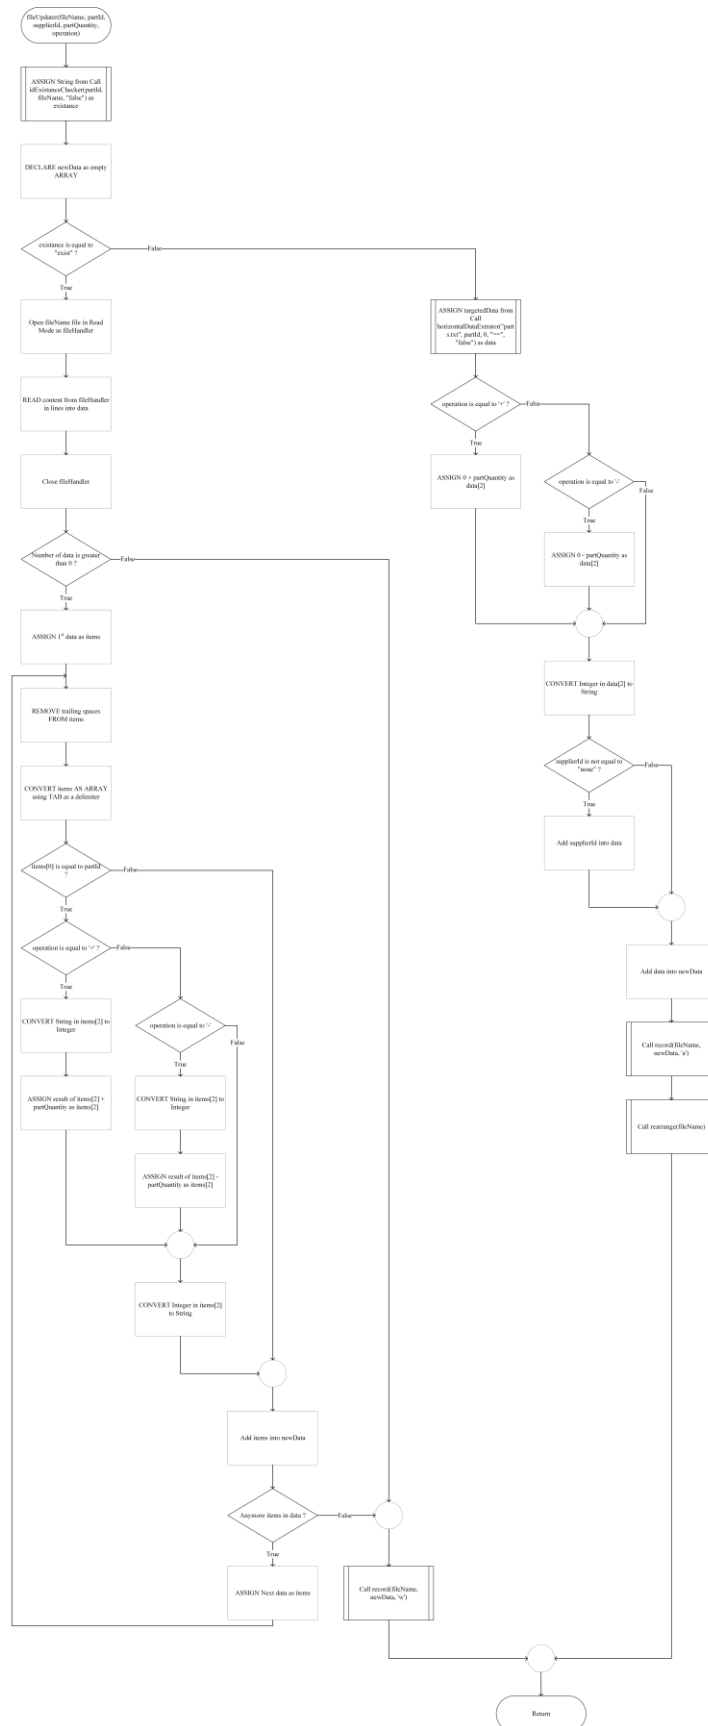 fileUpdater(fileName, partId,
supplierId, partQuantity,
operation)
ASSIGN String from Call
idExistanceChecker(partId,
fileName, "false") as
existance
DECLARE newData as empty
ARRAY
existance is equal to
"exist" ?
False
True
Open fileName file in Read
Mode as fileHandler
READ content from fileHandler
in lines into data
Close fileHandler
Number of data is greater
than 0 ?
False
True
ASSIGN 1st data as items
REMOVE trailing spaces
FROM items
CONVERT items AS ARRAY
using TAB as a delimiter
items[0] is equal to partId
?
False
True
operation is equal to '+' ?
False
True
CONVERT String in items[2] to
Integer
ASSIGN result of items[2] +
partQuantity as items[2]
operation is equal to '-'
False
True
CONVERT String in items[2] to
Integer
ASSIGN result of items[2] -
partQuantity as items[2]
CONVERT Integer in items[2]
to String
Add items into newData
Anymore items in data ?
False
True
ASSIGN Next data as items
Call record(fileName,
newData, 'w')
ASSIGN targetedData from
Call
horizontalDataExtrator("part
s.txt", partId, 0, "==",
"false") as data
operation is equal to '+' ?
False
True
ASSIGN 0 + partQuantity as
data[2]
operation is equal to '-'
False
True
ASSIGN 0 - partQuantity as
data[2]
CONVERT Integer in data[2] to
String
supplierId is not equal to
"none" ?
False
True
Add supplierId into data
Add data into newData
Call record(fileName,
newData, 'a')
Call rearrange(fileName)
Return